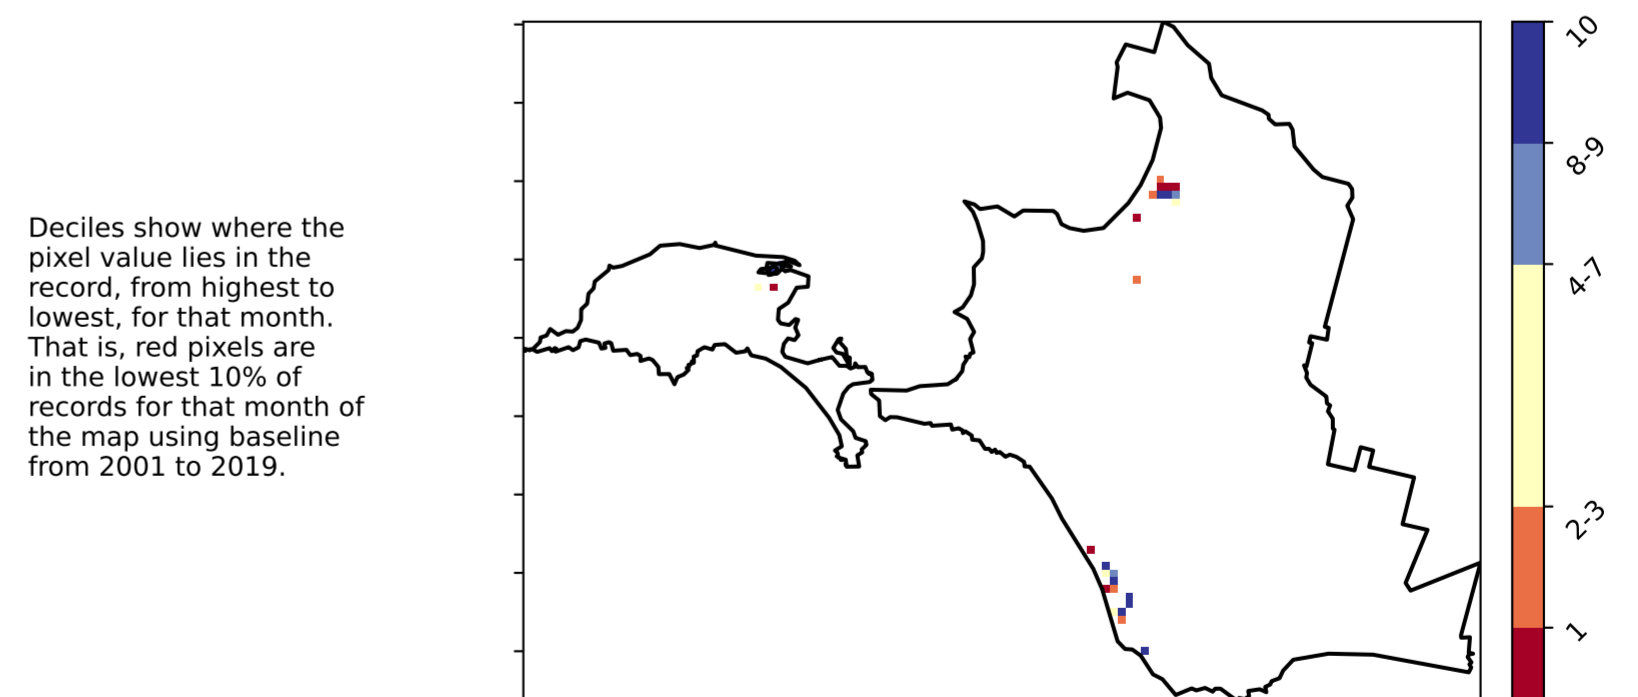 Deciles show where the
pixel value lies in the
record, from highest to
lowest, for that month.
That is, red pixels are
in the lowest 10% of
records for that month of
the map using baseline
from 2001 to 2019.
10
8-9
4-7
2-3
1